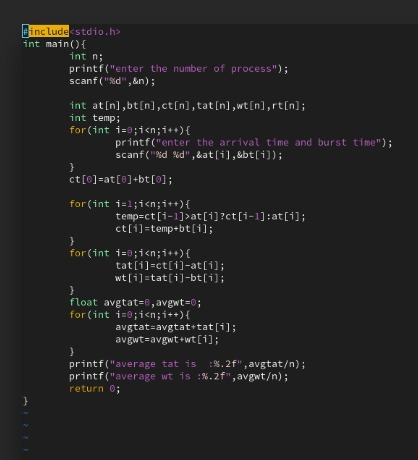 #include<stdio.h>
int main(){
        int n;
        printf("enter the number of process");
        scanf("%d",&n);

        int at[n],bt[n],ct[n],tat[n],wt[n],rt[n];
        int temp;
        for(int i=0;i<n;i++){
                printf("enter the arrival time and burst time");
                scanf("%d %d",&at[i],&bt[i]);
        }
        ct[0]=at[0]+bt[0];

        for(int i=1;i<n;i++){
                temp=ct[i-1]>at[i]?ct[i-1]:at[i];
                ct[i]=temp+bt[i];
        }
        for(int i=0;i<n;i++){
                tat[i]=ct[i]-at[i];
                wt[i]=tat[i]-bt[i];
        }
        float avgtat=0,avgwt=0;
        for(int i=0;i<n;i++){
                avgtat=avgtat+tat[i];
                avgwt=avgwt+wt[i];
        }
        printf("average tat is  :%.2f",avgtat/n);
        printf("average wt is :%.2f",avgwt/n);
        return 0;
}
~
~
~
~